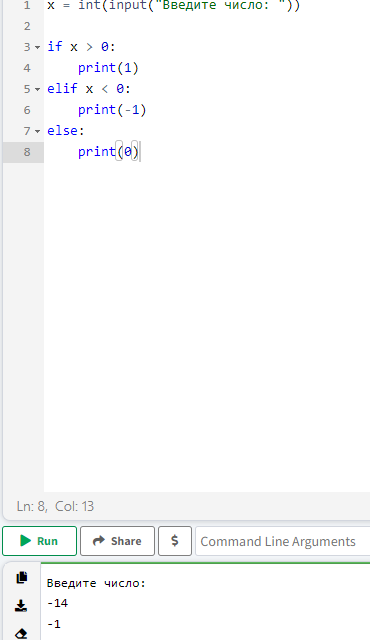 1 x = int(input("Введите число: "))
2
3 if x > 0:
4     print(1)
5 elif x < 0:
6     print(-1)
7 else:
8     print(0)
Ln: 8, Col: 13
Run Share $ Command Line Arguments
Введите число:
-14
-1